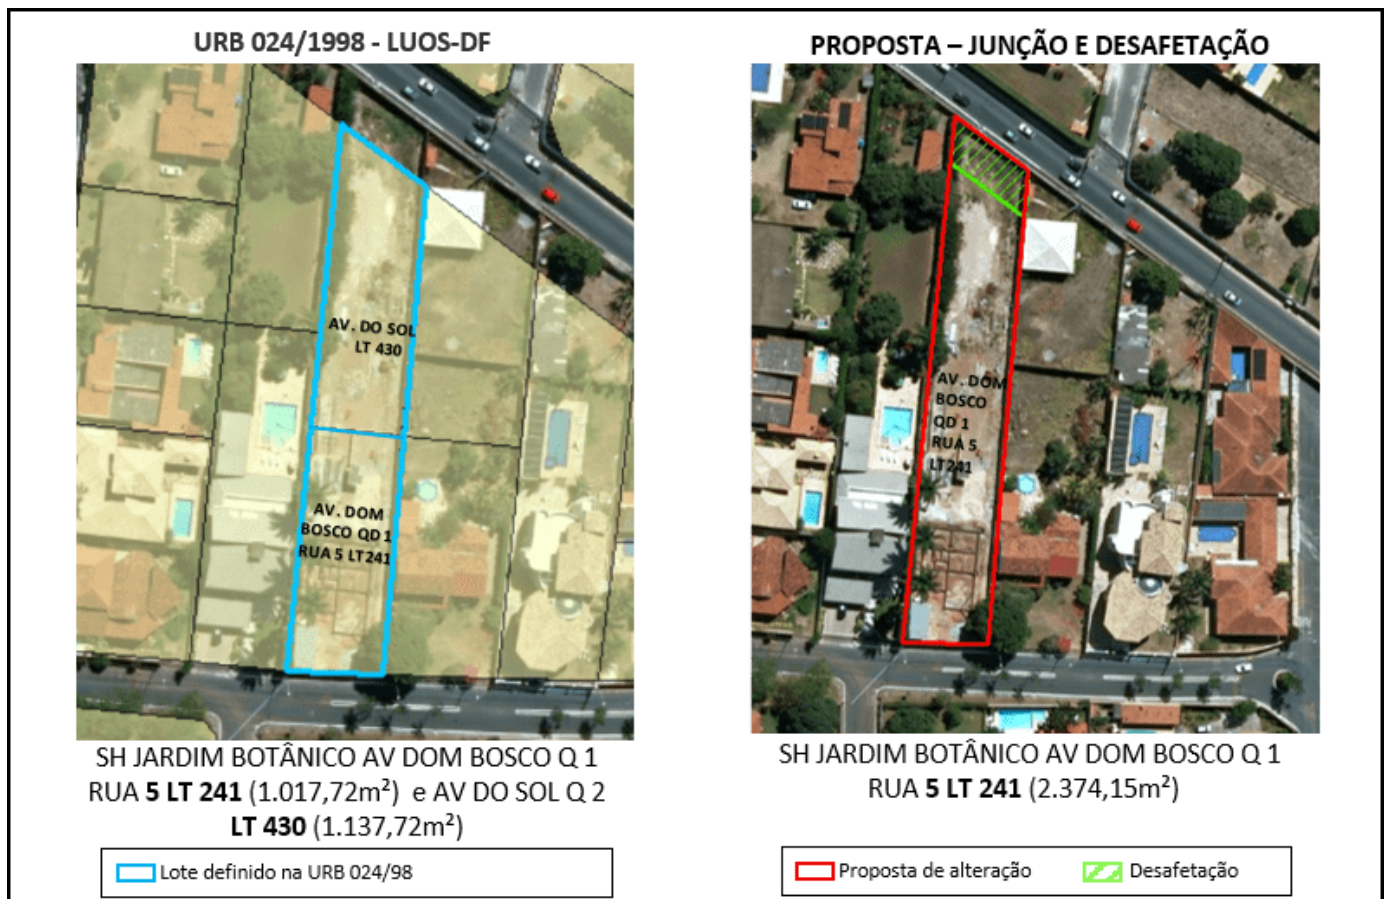 URB 024/1998 - LUOS-DF
AV. DO SOL
LT 430
AV. DOM
BOSCO QD 1
RUA 5 LT241
SH JARDIM BOTÂNICO AV DOM BOSCO Q 1
RUA 5 LT 241 (1.017,72m²) e AV DO SOL Q 2
LT 430 (1.137,72m²)
Lote definido na URB 024/98
PROPOSTA – JUNÇÃO E DESAFETAÇÃO
AV. DOM
BOSCO
QD 1
RUA 5
LT241
SH JARDIM BOTÂNICO AV DOM BOSCO Q 1
RUA 5 LT 241 (2.374,15m²)
Proposta de alteração
Desafetação